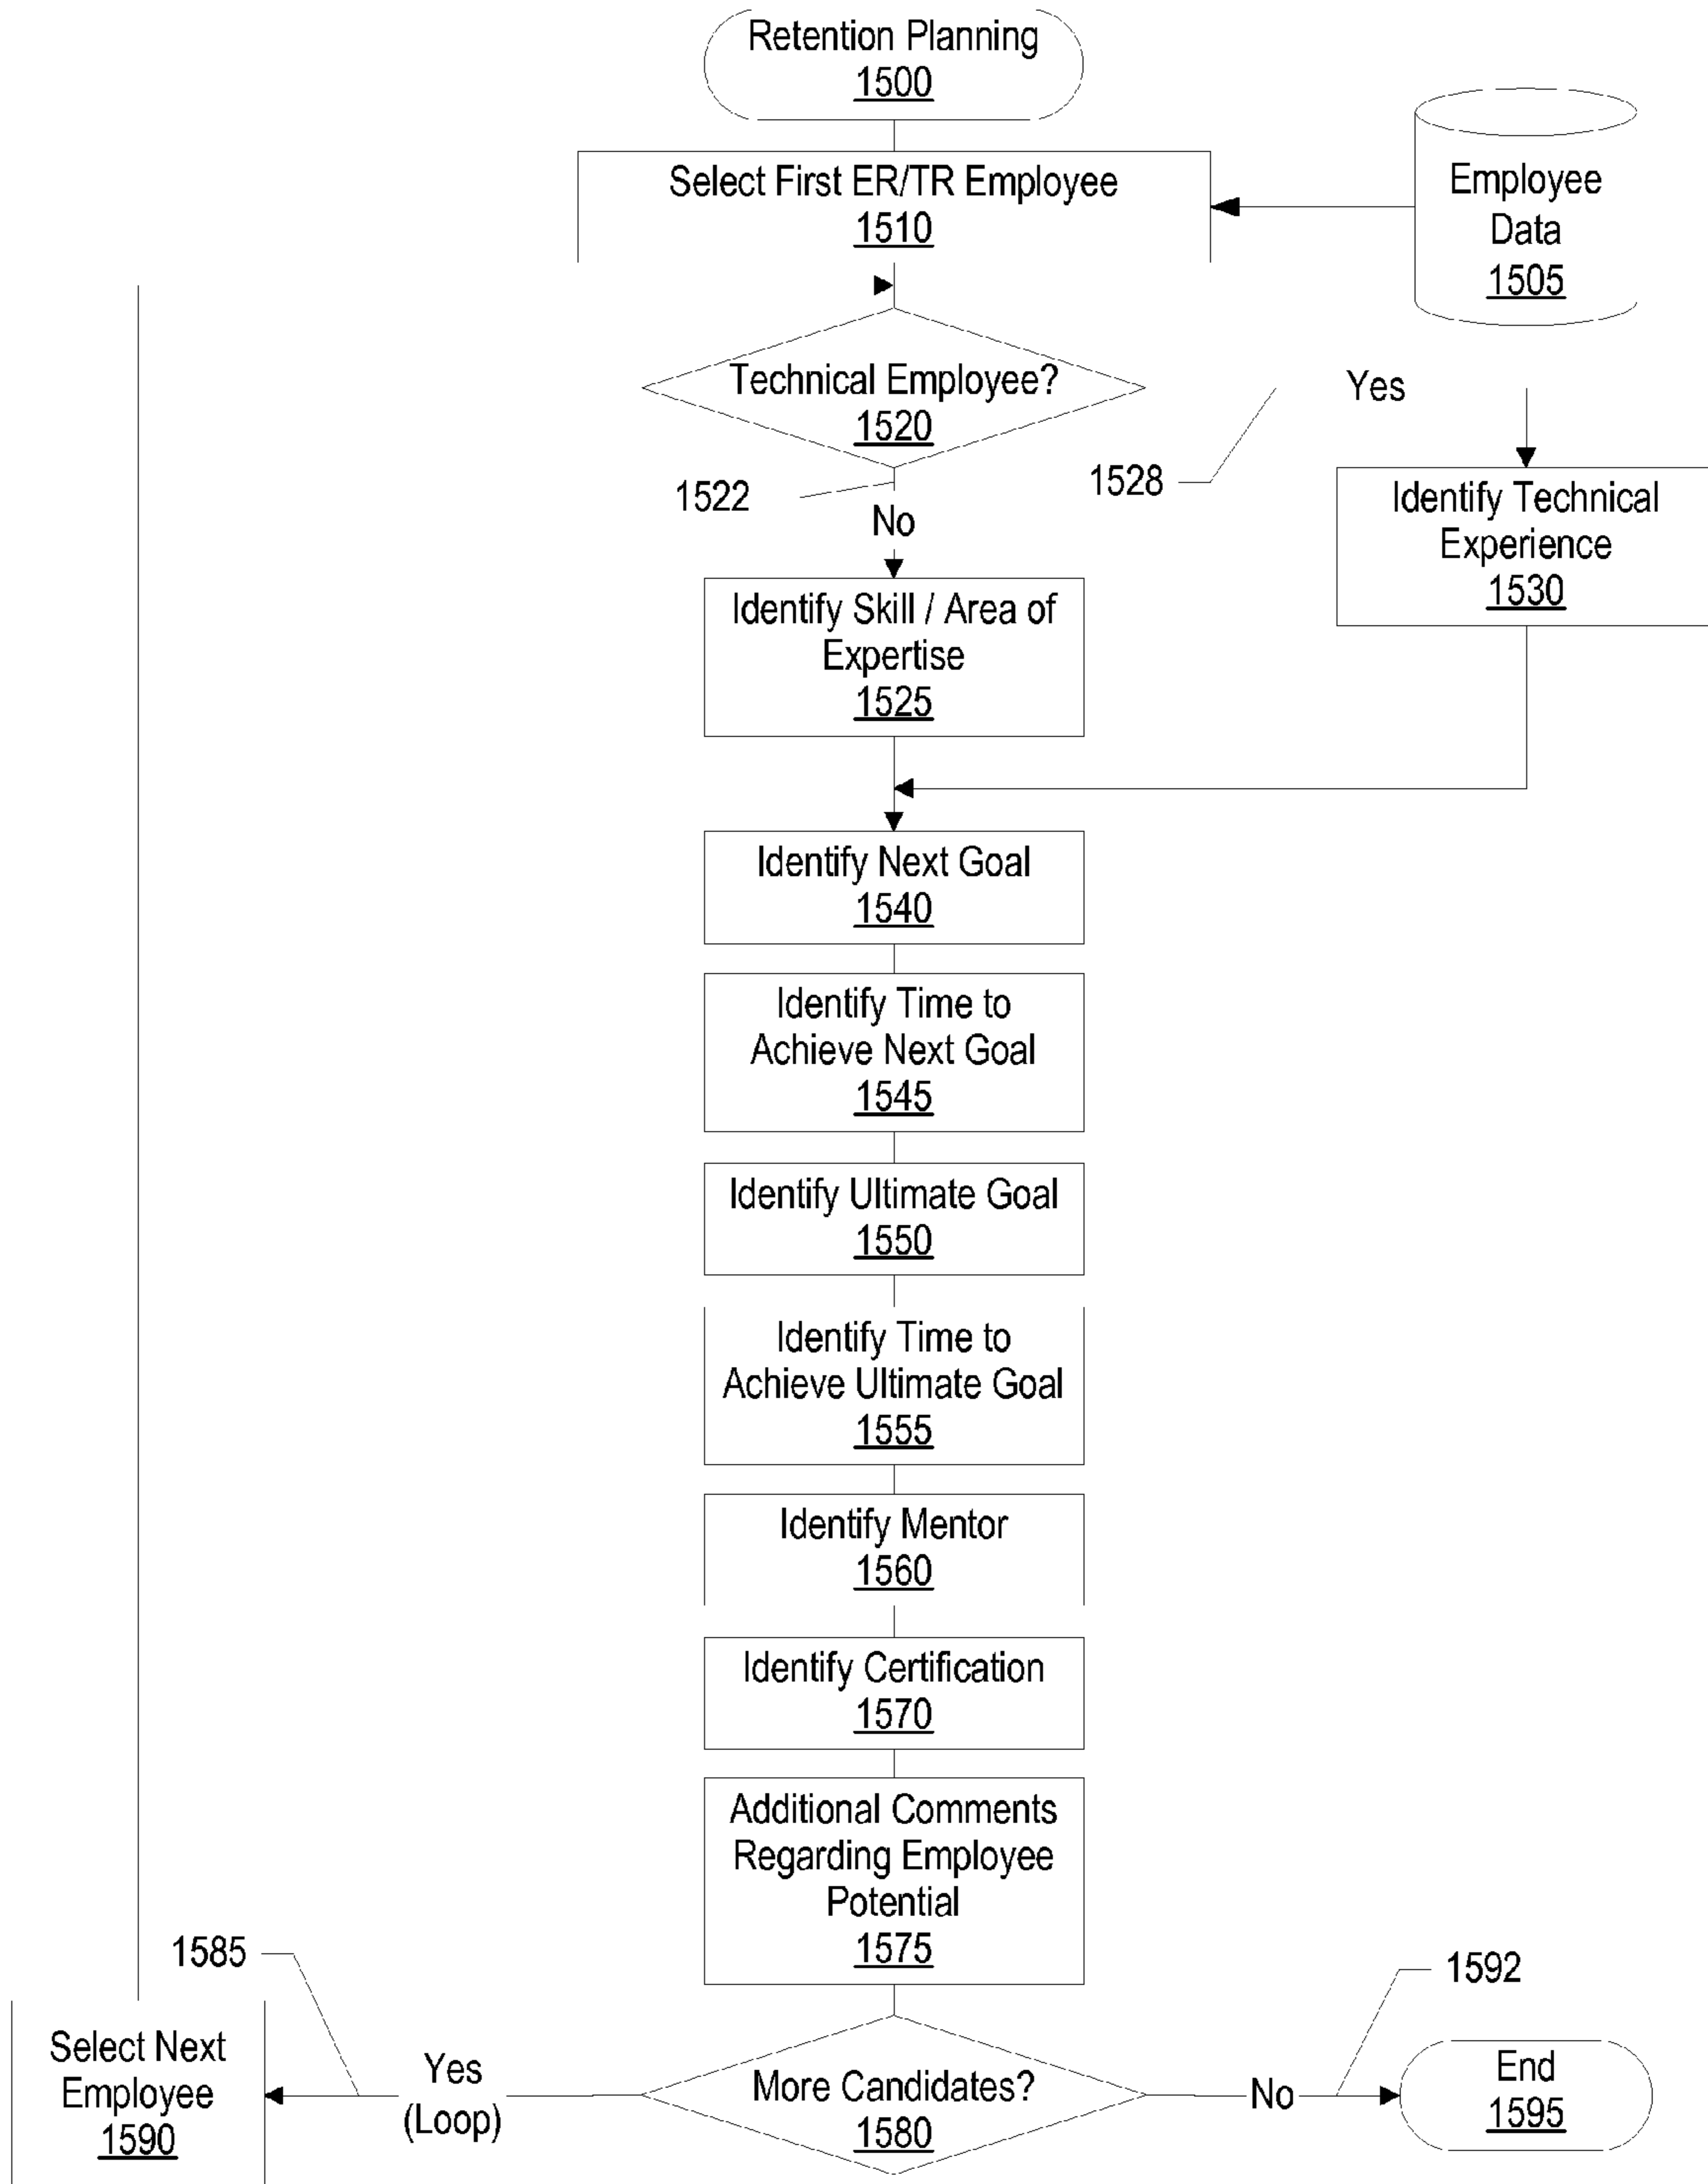 Retention Planning
1500
Select First ER/TR Employee
1510
Employee
Data
1505
Technical Employee?
1520
Yes
1528
1522
No
Identify Technical
Experience
1530
Identify Skill / Area of
Expertise
1525
Identify Next Goal
1540
Identify Time to
Achieve Next Goal
1545
Identify Ultimate Goal
1550
Identify Time to
Achieve Ultimate Goal
1555
Identify Mentor
1560
Identify Certification
1570
Additional Comments
Regarding Employee
Potential
1575
1585
1592
Select Next
Employee
1590
Yes
(Loop)
More Candidates?
1580
No
End
1595